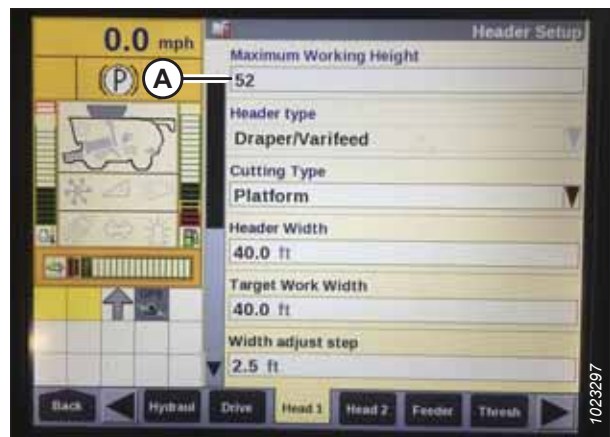 0.0 mph
(P)
A
Header Setup
Maximum Working Height
52
Header type
Draper/Varifeed
Cutting Type
Platform
Header Width
40.0 ft
Target Work Width
40.0 ft
Width adjust step
2.5 ft
Back
Hydraul
Drive
Head 1
Head 2
Feeder
Thresh
1023297